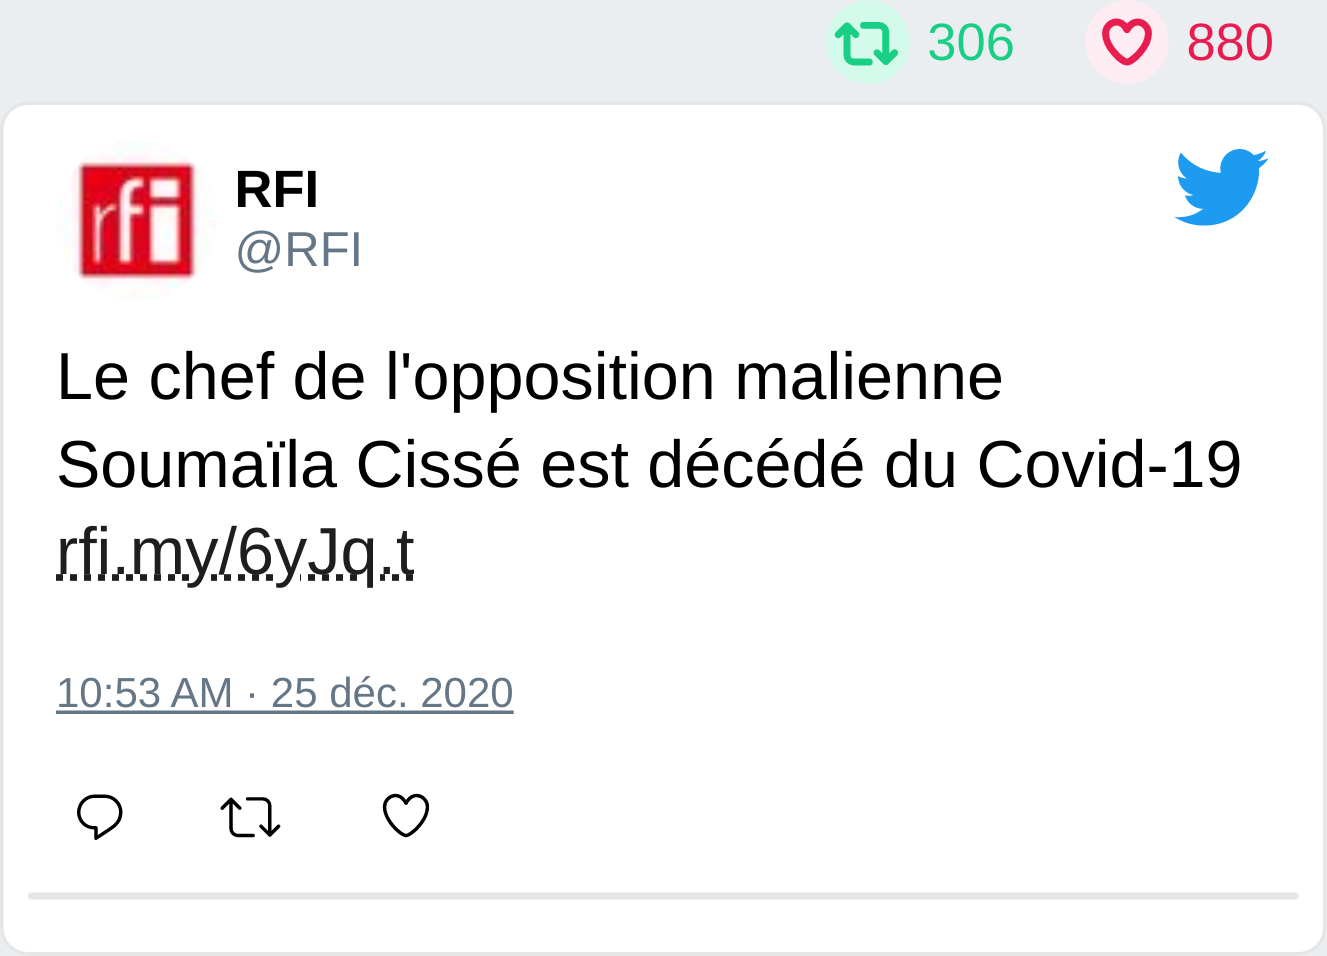 306 880
rfi
RFI
@RFI
Le chef de l'opposition malienne
Soumaïla Cissé est décédé du Covid-19
rfi.my/6yJq.t
10:53 AM · 25 déc. 2020